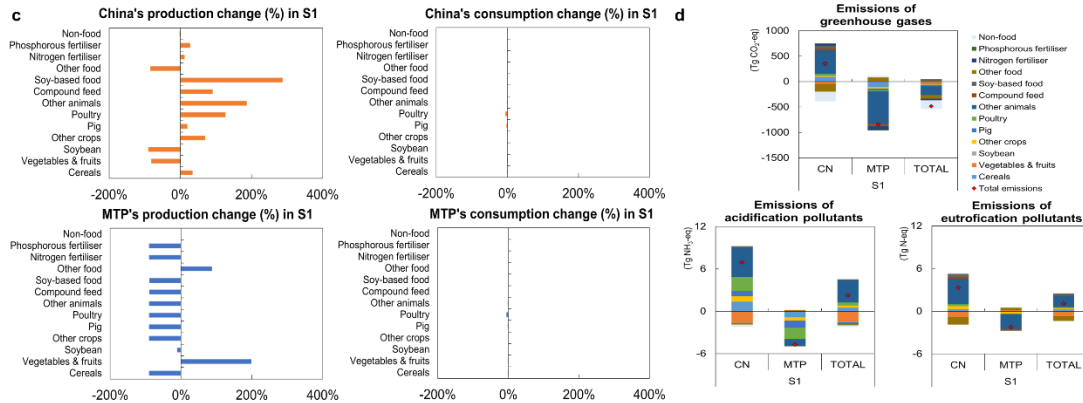 c
China's production change (%) in S1
Non-food
Phosphorous fertiliser
Nitrogen fertiliser
Other food
Soy-based food
Compound feed
Other animals
Poultry
Pig
Other crops
Soybean
Vegetables & fruits
Cereals
-200% 0% 200% 400%
China's consumption change (%) in S1
Non-food
Phosphorous fertiliser
Nitrogen fertiliser
Other food
Soy-based food
Compound feed
Other animals
Poultry
Pig
Other crops
Soybean
Vegetables & fruits
Cereals
-200% 0% 200% 400%
MTP's production change (%) in S1
Non-food
Phosphorous fertiliser
Nitrogen fertiliser
Other food
Soy-based food
Compound feed
Other animals
Poultry
Pig
Other crops
Soybean
Vegetables & fruits
Cereals
-200% 0% 200% 400%
MTP's consumption change (%) in S1
Non-food
Phosphorous fertiliser
Nitrogen fertiliser
Other food
Soy-based food
Compound feed
Other animals
Poultry
Pig
Other crops
Soybean
Vegetables & fruits
Cereals
-200% 0% 200% 400%
d
Emissions of
greenhouse gases
(Tg CO₂-eq)
1000
500
0
-500
-1000
-1500
CN MTP TOTAL
S1
Non-food
Phosphorous fertiliser
Nitrogen fertiliser
Other food
Soy-based food
Compound feed
Other animals
Poultry
Pig
Other crops
Soybean
Vegetables & fruits
Cereals
Total emissions
Emissions of
acidification pollutants
(Tg NH₃-eq)
12
6
0
-6
CN MTP TOTAL
S1
Emissions of
eutrofication pollutants
(Tg N-eq)
12
6
0
-6
CN MTP TOTAL
S1